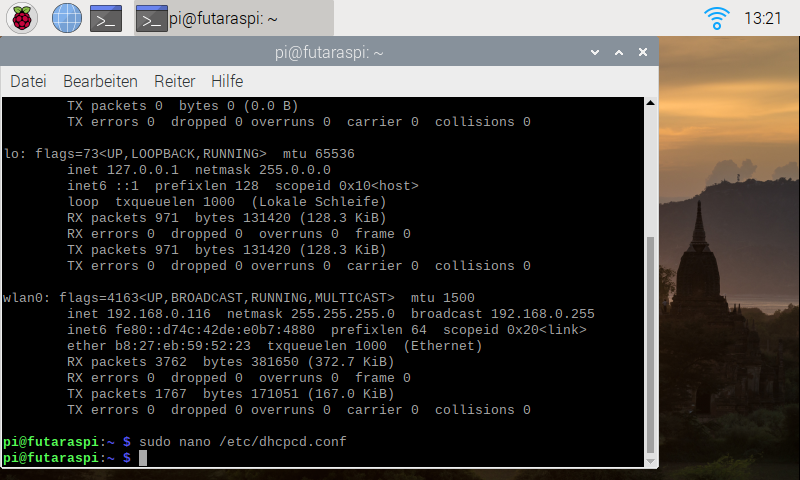 pi@futaraspi: ~
13:21
pi@futaraspi: ~
Datei Bearbeiten Reiter Hilfe
TX packets 0  bytes 0 (0.0 B)
TX errors 0  dropped 0 overruns 0  carrier 0  collisions 0
lo: flags=73<UP,LOOPBACK,RUNNING>  mtu 65536
inet 127.0.0.1  netmask 255.0.0.0
inet6 ::1  prefixlen 128  scopeid 0x10<host>
loop  txqueuelen 1000  (Lokale Schleife)
RX packets 971  bytes 131420 (128.3 KiB)
RX errors 0  dropped 0  overruns 0  frame 0
TX packets 971  bytes 131420 (128.3 KiB)
TX errors 0  dropped 0 overruns 0  carrier 0  collisions 0
wlan0: flags=4163<UP,BROADCAST,RUNNING,MULTICAST>  mtu 1500
inet 192.168.0.116  netmask 255.255.255.0  broadcast 192.168.0.255
inet6 fe80::d74c:42de:e0b7:4880  prefixlen 64  scopeid 0x20<link>
ether b8:27:eb:59:52:23  txqueuelen 1000  (Ethernet)
RX packets 3762  bytes 381650 (372.7 KiB)
RX errors 0  dropped 0  overruns 0  frame 0
TX packets 1767  bytes 171051 (167.0 KiB)
TX errors 0  dropped 0 overruns 0  carrier 0  collisions 0
pi@futaraspi:~ $ sudo nano /etc/dhcpcd.conf
pi@futaraspi:~ $